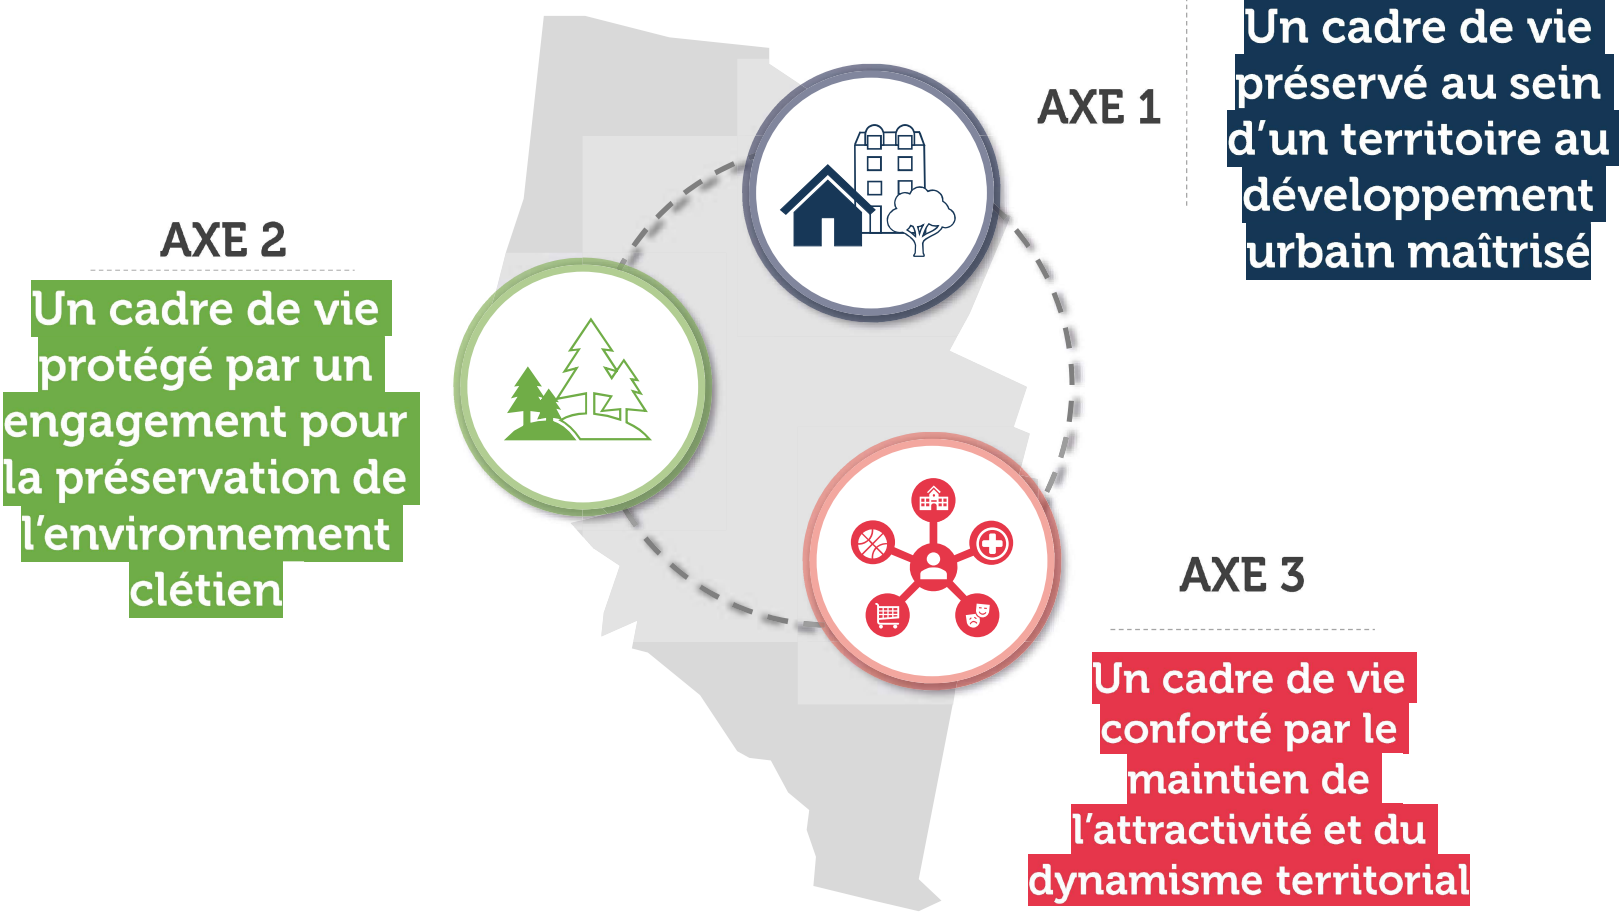 AXE 1
Un cadre de vie
préservé au sein
d’un territoire au
développement
urbain maîtrisé
AXE 2
Un cadre de vie
protégé par un
engagement pour
la préservation de
l’environnement
clétien
AXE 3
Un cadre de vie
conforté par le
maintien de
l’attractivité et du
dynamisme territorial